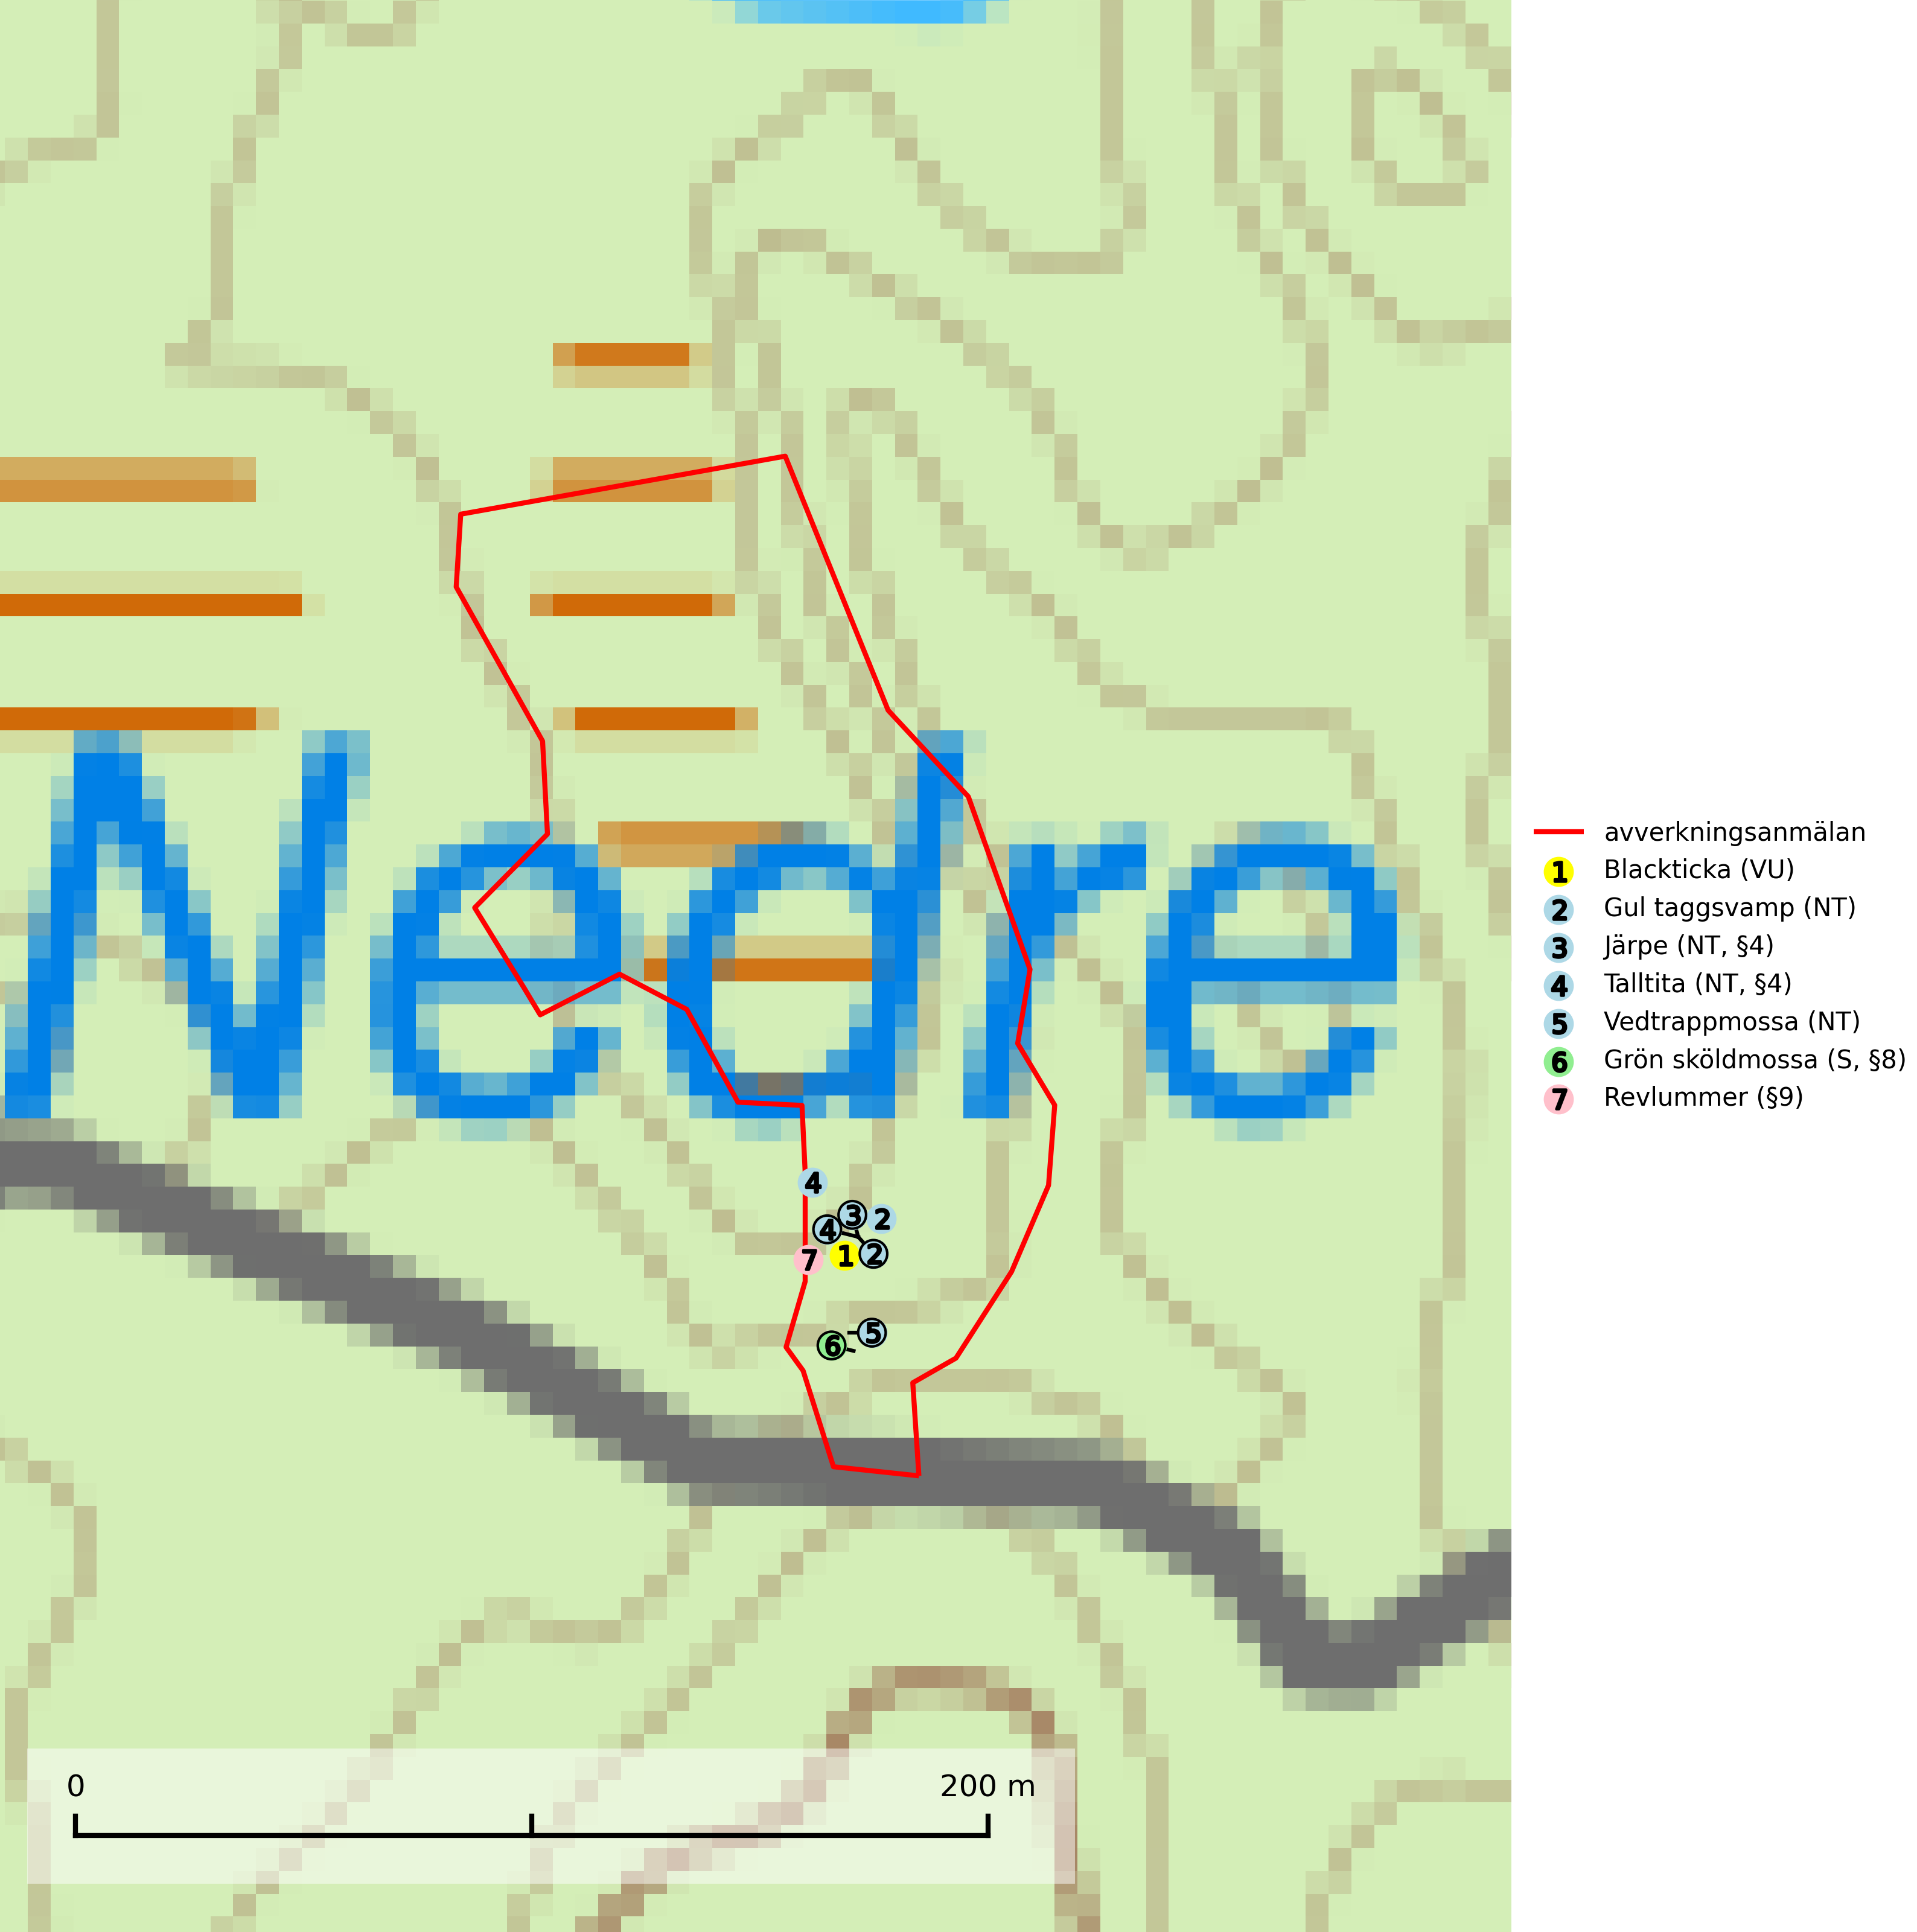 Nedre
avverkningsanmälan
1 Blackticka (VU)
2 Gul taggsvamp (NT)
3 Järpe (NT, §4)
4 Talltita (NT, §4)
5 Vedtrappmossa (NT)
6 Grön sköldmossa (S, §8)
7 Revlummer (§9)
4
3 2
4
7 1 2
5
6
0 200 m